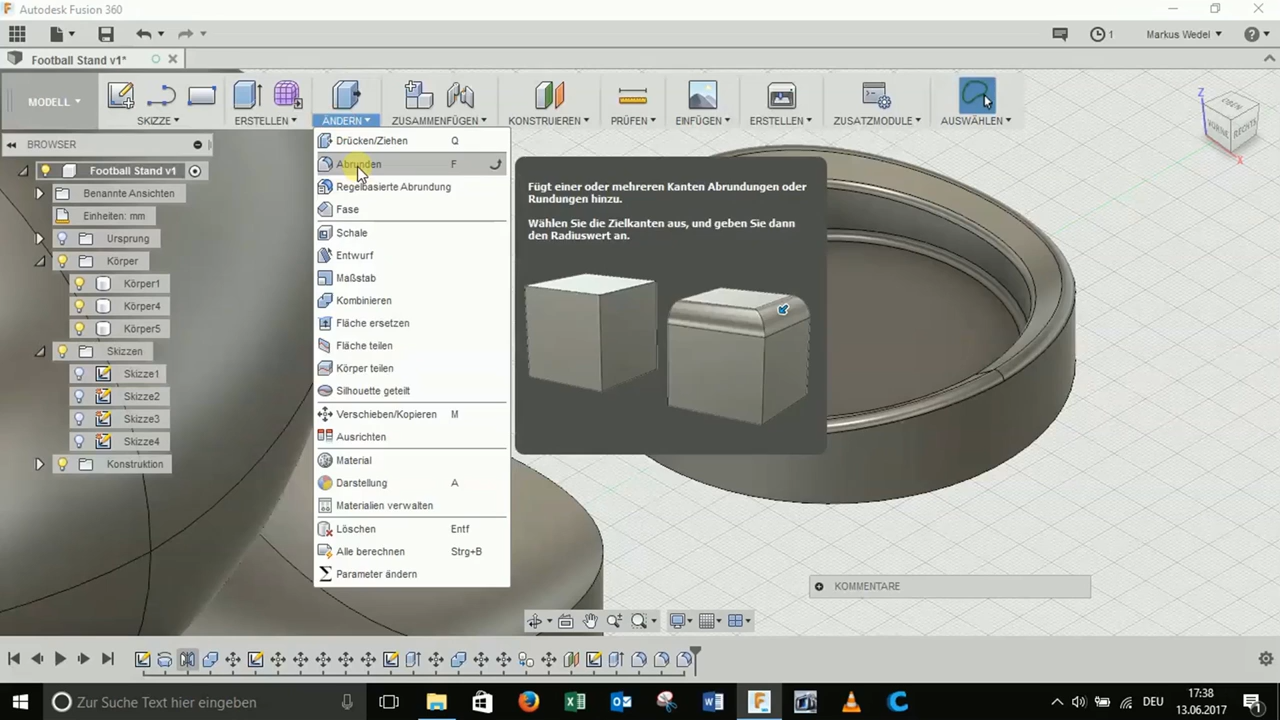 Autodesk Fusion 360
1
Markus Wedel
Football Stand v1*
MODELL
SKIZZE
ERSTELLEN
ÄNDERN
ZUSAMMENFÜGEN
KONSTRUIEREN
PRÜFEN
EINFÜGEN
ERSTELLEN
ZUSATZMODULE
AUSWÄHLEN
Z
OBEN
VORNE
RECHTS
X
BROWSER
Football Stand v1
Benannte Ansichten
Einheiten: mm
Ursprung
Körper
Körper1
Körper4
Körper5
Skizzen
Skizze1
Skizze2
Skizze3
Skizze4
Konstruktion
Drücken/Ziehen Q
Abrunden F
Regelbasierte Abrundung
Fase
Schale
Entwurf
Maßstab
Kombinieren
Fläche ersetzen
Fläche teilen
Körper teilen
Silhouette geteilt
Verschieben/Kopieren M
Ausrichten
Material
Darstellung A
Materialien verwalten
Löschen Entf
Alle berechnen Strg+B
Parameter ändern
Fügt einer oder mehreren Kanten Abrundungen oder
Rundungen hinzu.
Wählen Sie die Zielkanten aus, und geben Sie dann
den Radiuswert an.
KOMMENTARE
Zur Suche Text hier eingeben
DEU
17:38
13.06.2017
1